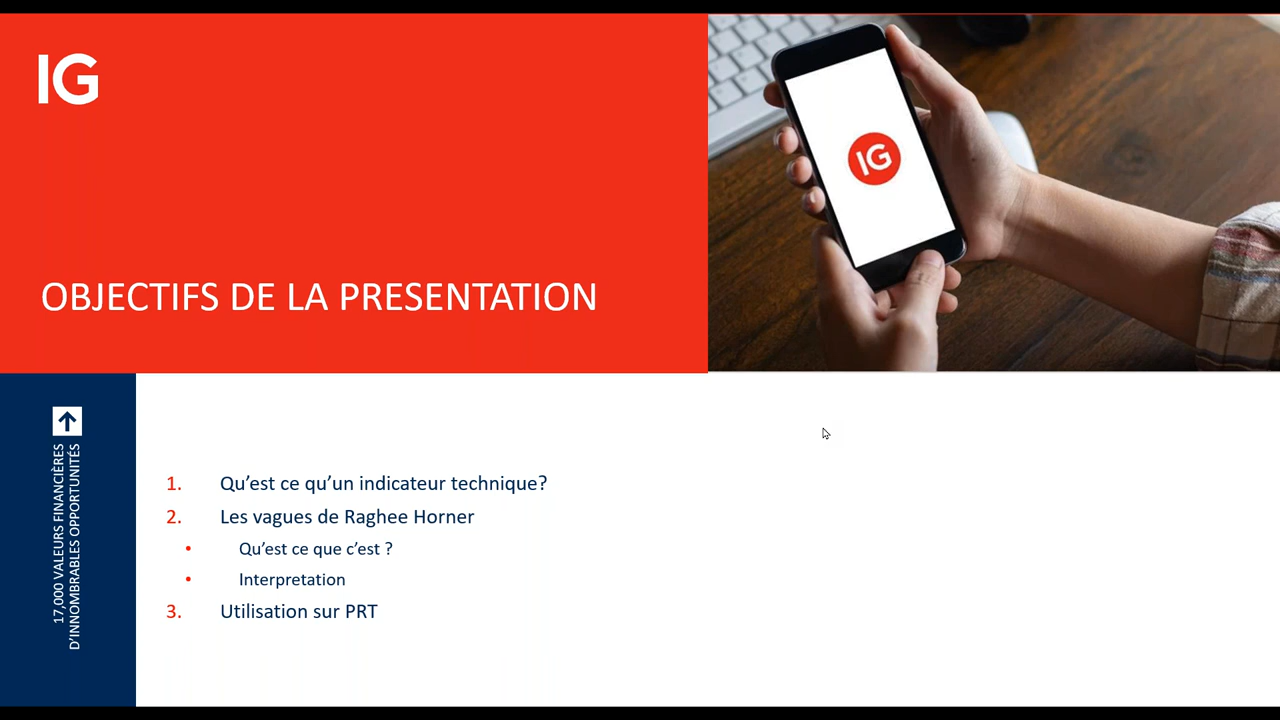 IG
IG
OBJECTIFS DE LA PRESENTATION
17,000 VALEURS FINANCIÈRES
D'INNOMBRABLES OPPORTUNITÉS
1. Qu’est ce qu’un indicateur technique?
2. Les vagues de Raghee Horner
• Qu’est ce que c’est ?
• Interpretation
3. Utilisation sur PRT